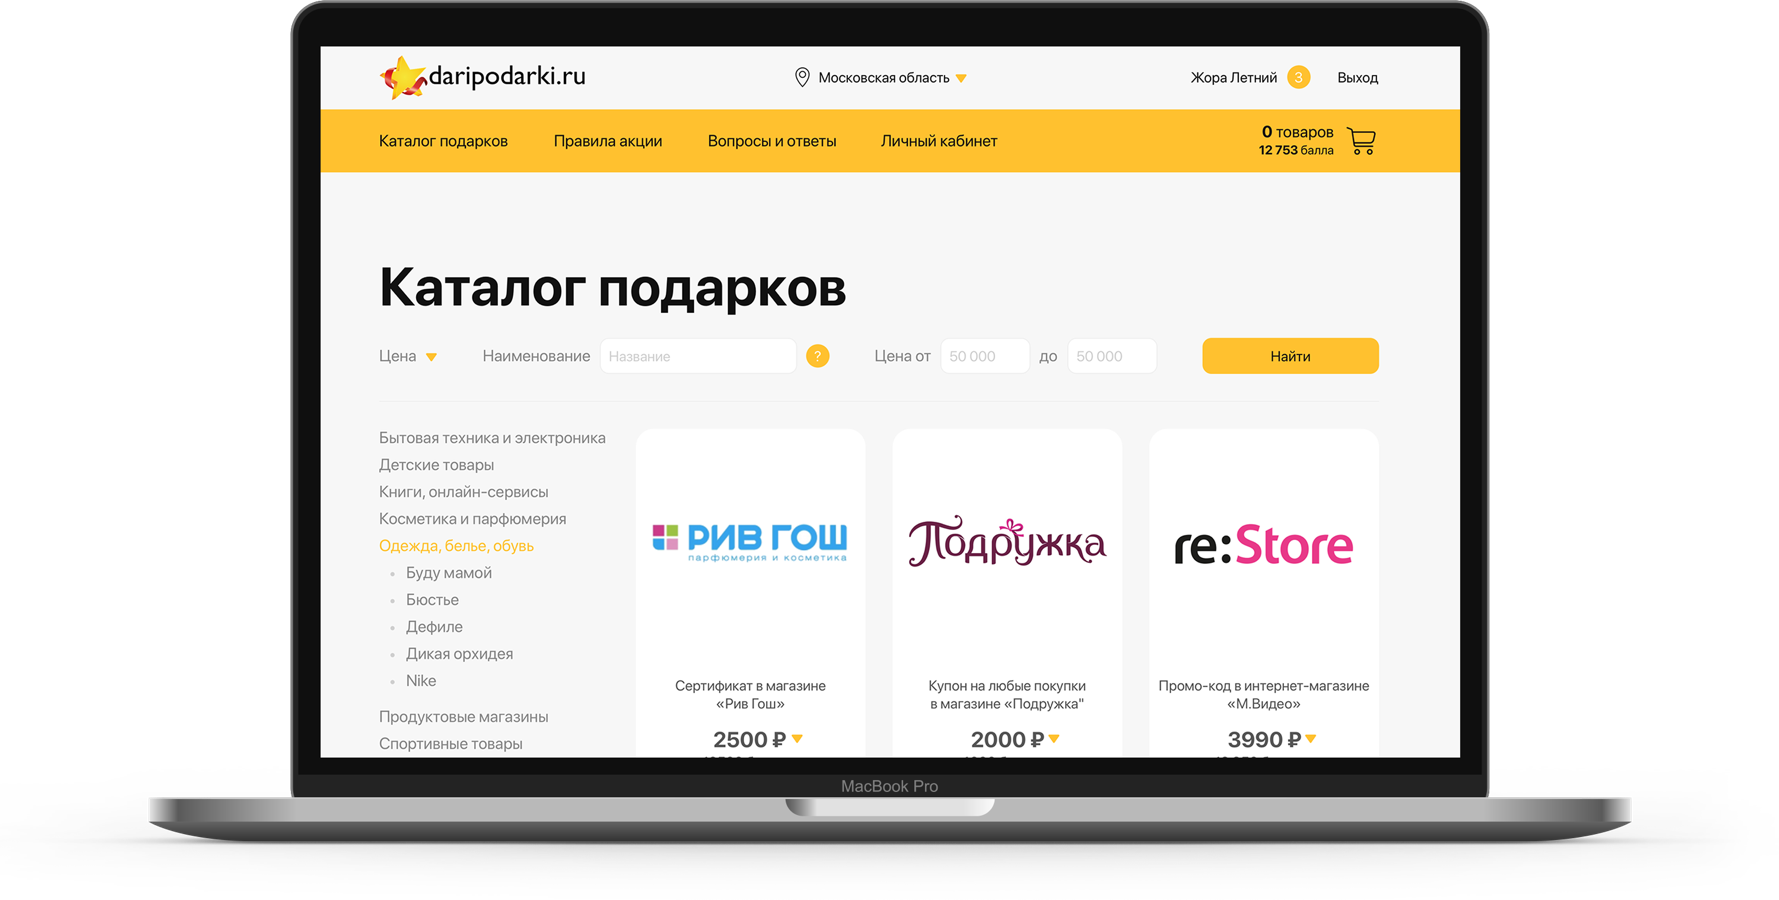 daripodarki.ru
Московская область
Жора Летний 3 Выход
Каталог подарков Правила акции Вопросы и ответы Личный кабинет
0 товаров
12 753 балла
Каталог подарков
Цена Наименование Название ? Цена от 50 000 до 50 000 Найти
Бытовая техника и электроника
Детские товары
Книги, онлайн-сервисы
Косметика и парфюмерия
Одежда, белье, обувь
Буду мамой
Бюстье
Дефиле
Дикая орхидея
Nike
Продуктовые магазины
Спортивные товары
РИВ ГОШ
парфюмерия и косметика
Сертификат в магазине
«Рив Гош»
2500 ₽
Подружка
Купон на любые покупки
в магазине «Подружка"
2000 ₽
re:Store
Промо-код в интернет-магазине
«М.Видео»
3990 ₽
MacBook Pro